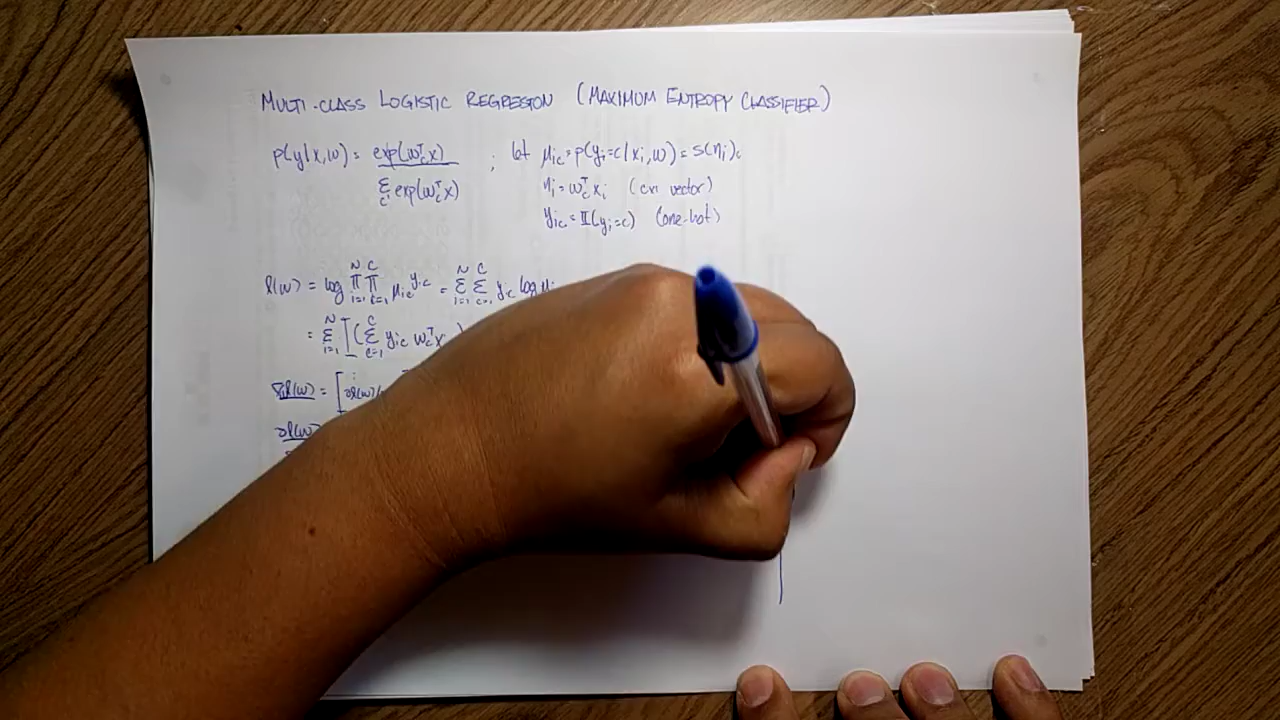 MULTI-CLASS LOGISTIC REGRESSION (MAXIMUM ENTROPY CLASSIFIER)
p(y|x,w) = exp(w_c^T x) / Σ_c' exp(w_c'^T x) ; let μ_ic = p(y_i=c|x_i,w) = S(η_i)_c
η_i = w_c^T x_i (cx1 vector)
y_ic = 𝕀(y_i=c) (one-hot)
l(w) = log ∏_{i=1}^N ∏_{c=1}^C μ_ic^{y_ic} = Σ_{i=1}^N Σ_{c=1}^C y_ic log μ
= Σ_{i=1}^N [(Σ_{c=1}^C y_ic w_c^T x_i
l(w) = [ ∂l(w)/
∂l(w)